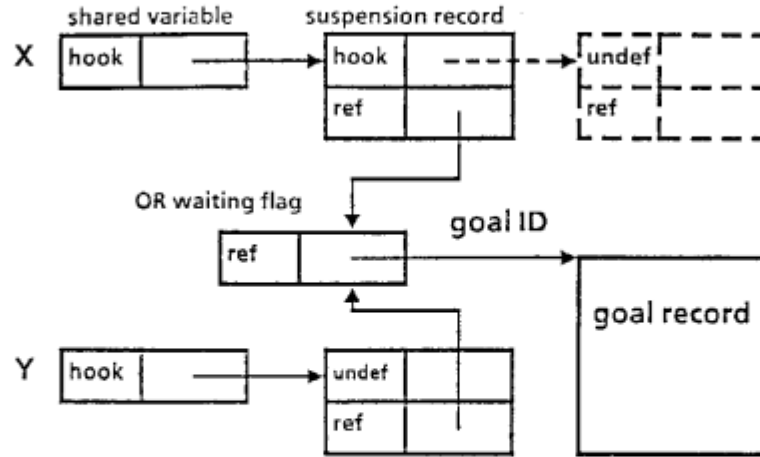 shared variable suspension record
X hook hook undef
ref ref
OR waiting flag
goal ID
ref
goal record
Y hook undef
ref